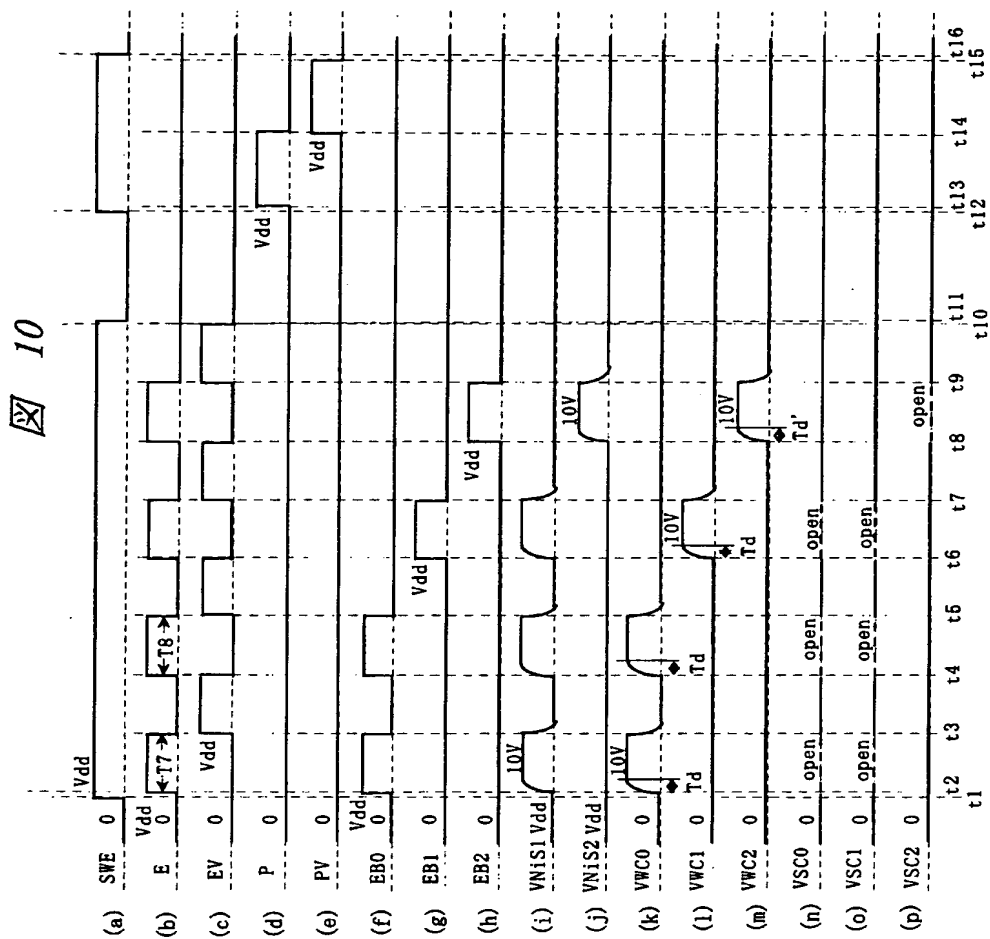 図 10
(a) SWE 0 Vdd
(b) E 0 Vdd T7 T8
(c) EV 0 Vdd
(d) P 0 Vdd
(e) PV 0 Vdd
(f) EB0 0 Vdd
(g) EB1 0 Vdd
(h) EB2 0 Vdd
(i) VNiS1 Vdd 10V 10V
(j) VNiS2 Vdd 10V
(k) VWC0 0 10V Td Td
(l) VWC1 0 10V Td
(m) VWC2 0 10V Td'
(n) VSC0 0 open open open
(o) VSC1 0 open open open
(p) VSC2 0 open
t1 t2 t3 t4 t5 t6 t7 t8 t9 t10 t11 t12 t13 t14 t15 t16